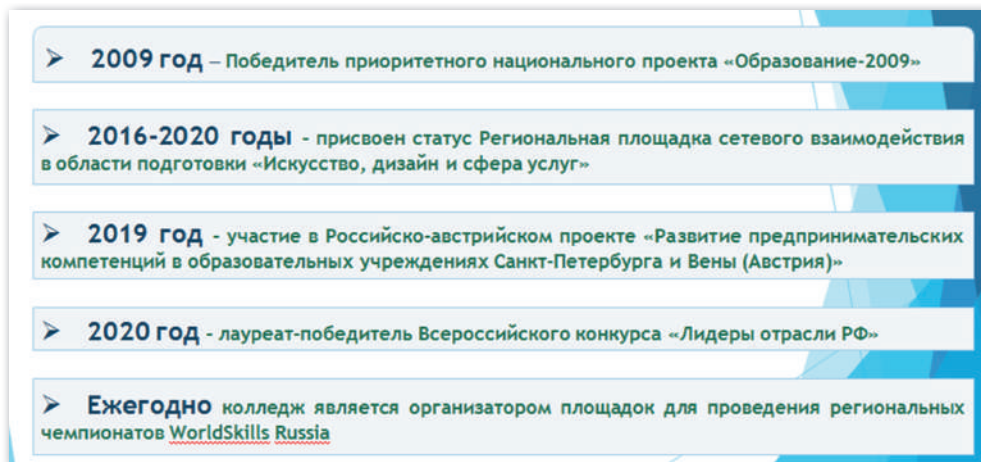 ➢ 2009 год – Победитель приоритетного национального проекта «Образование-2009»
➢ 2016-2020 годы - присвоен статус Региональная площадка сетевого взаимодействия
в области подготовки «Искусство, дизайн и сфера услуг»
➢ 2019 год - участие в Российско-австрийском проекте «Развитие предпринимательских
компетенций в образовательных учреждениях Санкт-Петербурга и Вены (Австрия)»
➢ 2020 год - лауреат-победитель Всероссийского конкурса «Лидеры отрасли РФ»
➢ Ежегодно колледж является организатором площадок для проведения региональных
чемпионатов WorldSkills Russia